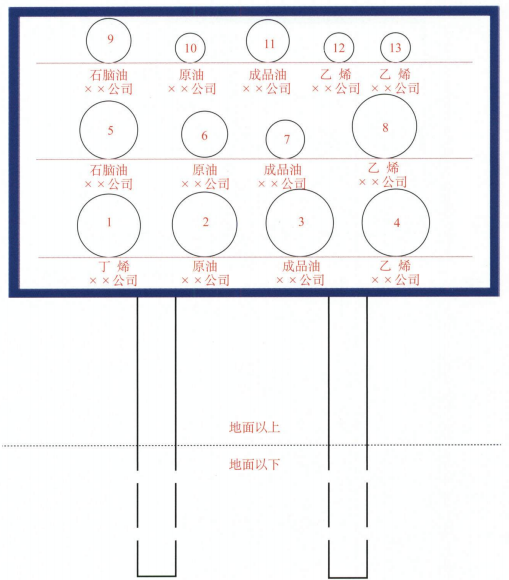 9 10 11 12 13
石脑油 原油 成品油 乙 烯 乙 烯
××公司 ××公司 ××公司 ××公司 ××公司
5 6 7 8
石脑油 原油 成品油 乙 烯
××公司 ××公司 ××公司 ××公司
1 2 3 4
丁 烯 原油 成品油 乙 烯
××公司 ××公司 ××公司 ××公司
地面以上
地面以下